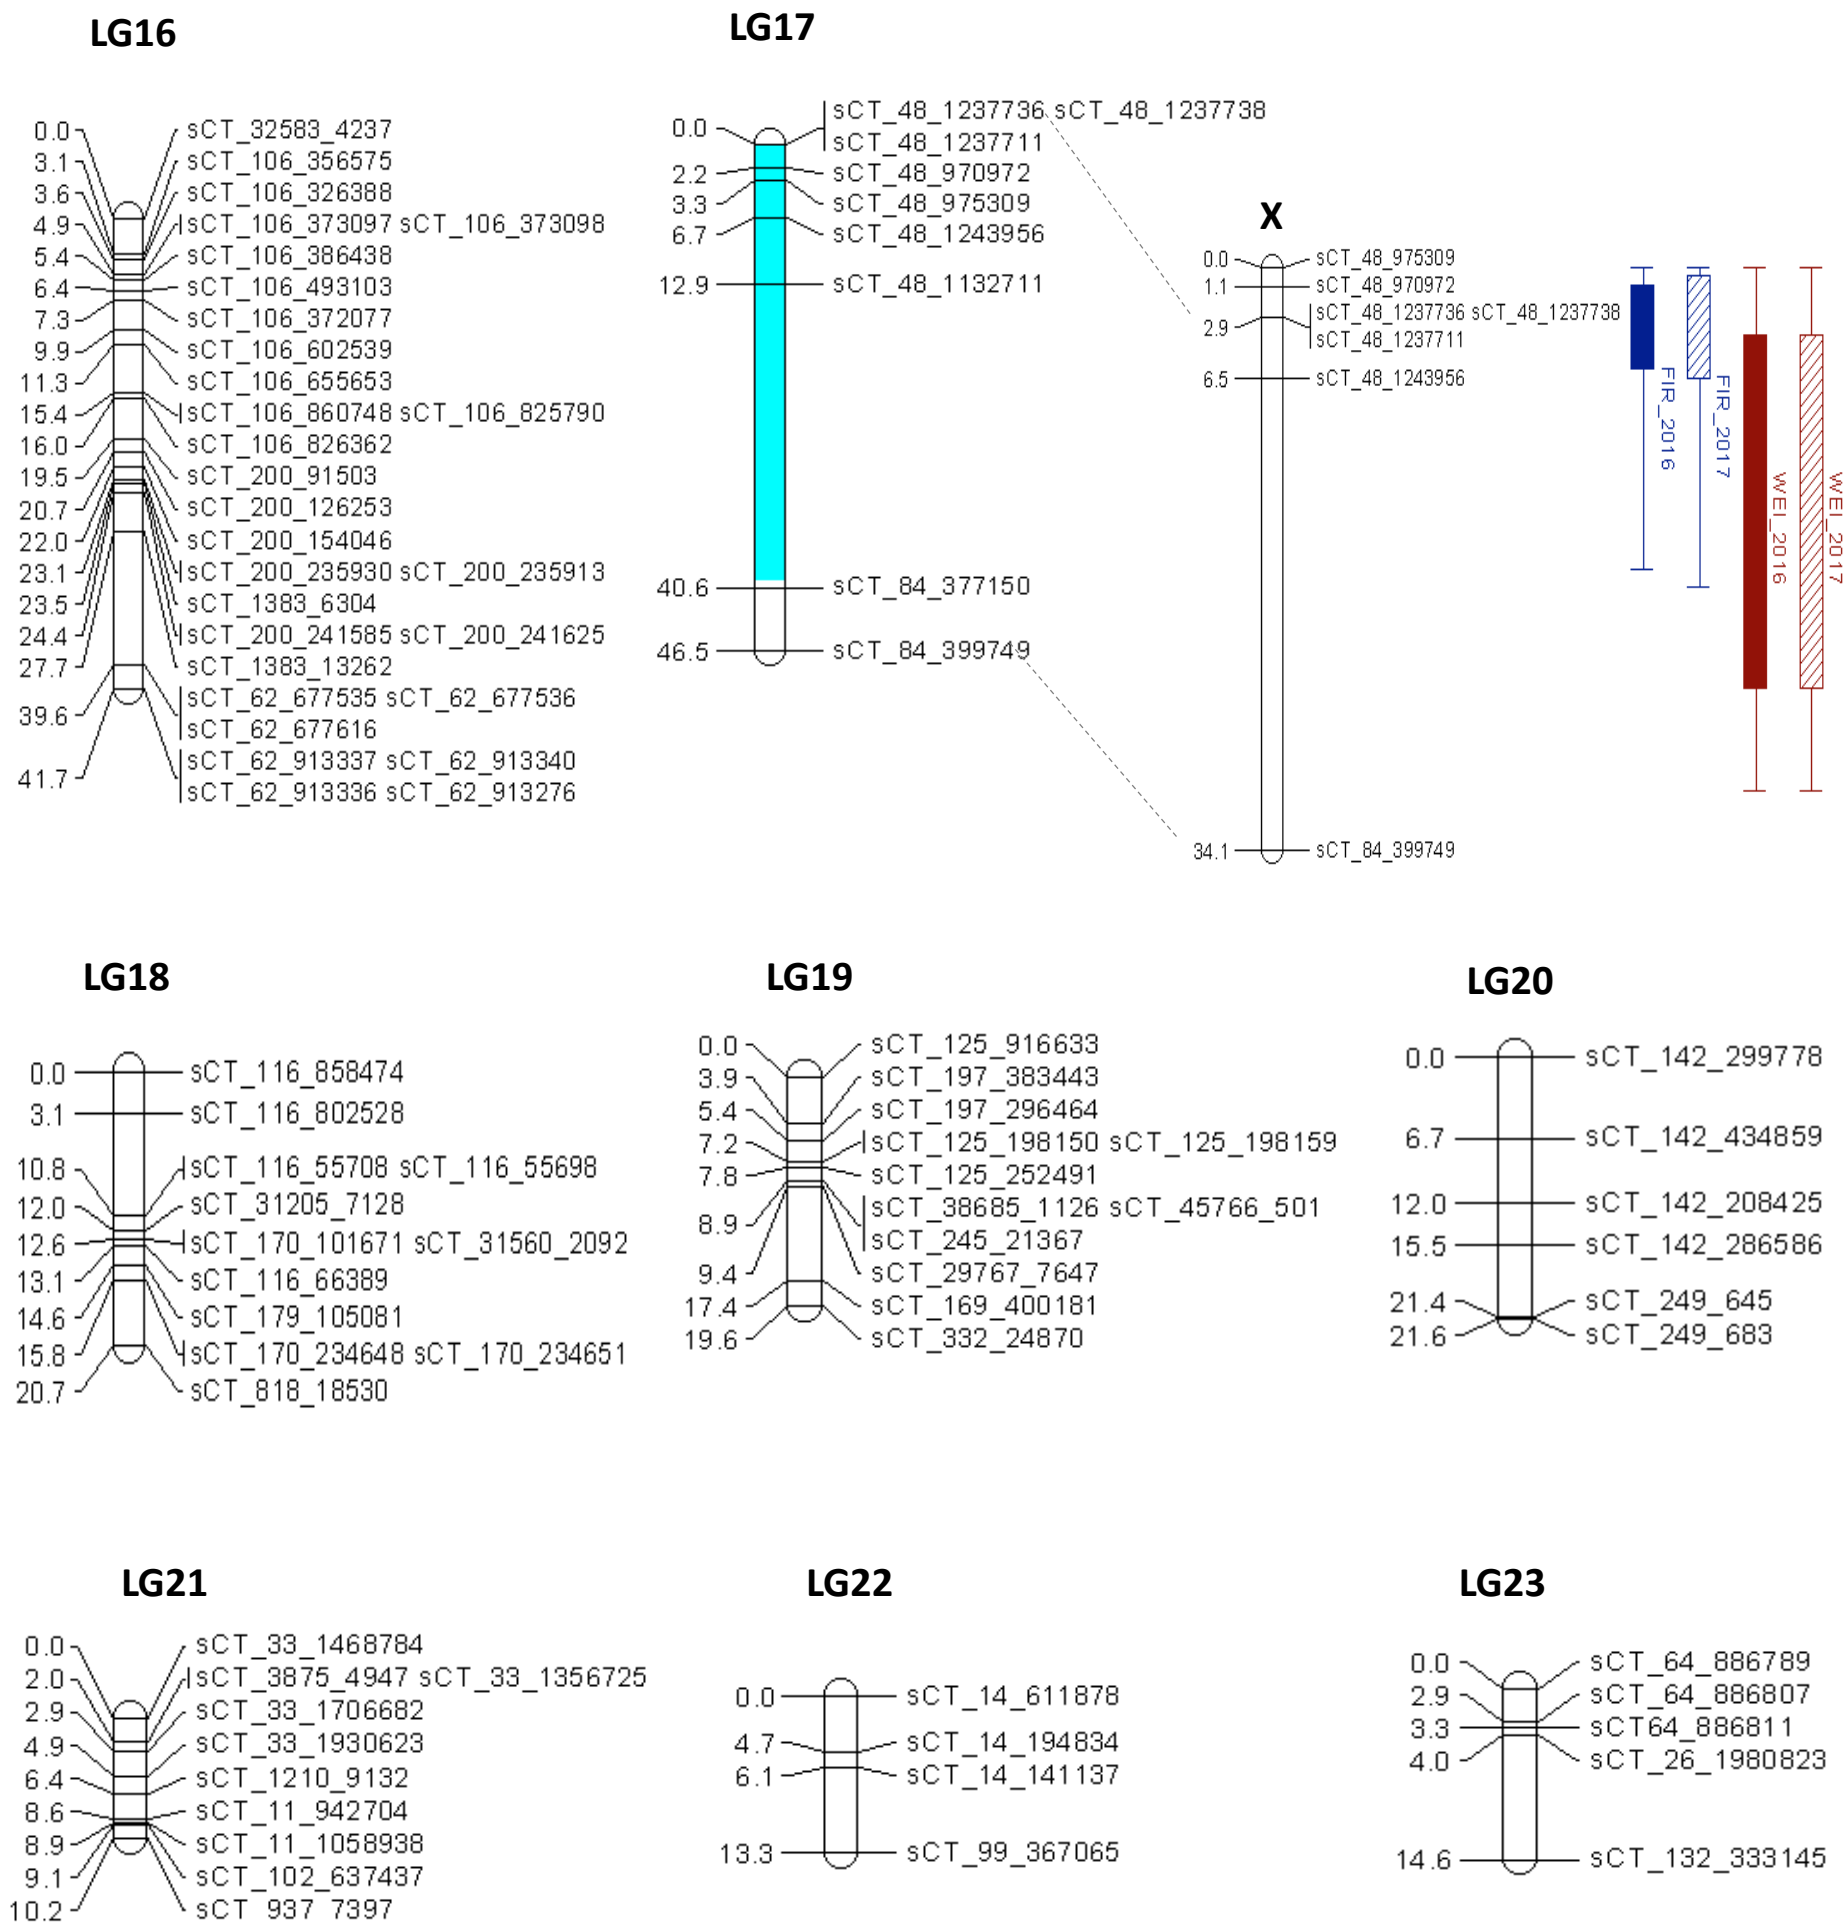 LG16
0.0 sCT_32583_4237
3.1 sCT_106_356575
3.6 sCT_106_326388
4.9 sCT_106_373097 sCT_106_373098
5.4 sCT_106_386438
6.4 sCT_106_493103
7.3 sCT_106_372077
9.9 sCT_106_602539
11.3 sCT_106_655653
15.4 sCT_106_860748 sCT_106_825790
16.0 sCT_106_826362
19.5 sCT_200_91503
20.7 sCT_200_126253
22.0 sCT_200_154046
23.1 sCT_200_235930 sCT_200_235913
23.5 sCT_1383_6304
24.4 sCT_200_241585 sCT_200_241625
27.7 sCT_1383_13262
39.6 sCT_62_677535 sCT_62_677536
sCT_62_677616
41.7 sCT_62_913337 sCT_62_913340
sCT_62_913336 sCT_62_913276
LG17
0.0 sCT_48_1237736 sCT_48_1237738
sCT_48_1237711
2.2 sCT_48_970972
3.3 sCT_48_975309
6.7 sCT_48_1243956
12.9 sCT_48_1132711
40.6 sCT_84_377150
46.5 sCT_84_399749
X
0.0 sCT_48_975309
1.1 sCT_48_970972
2.9 sCT_48_1237736 sCT_48_1237738
sCT_48_1237711
6.5 sCT_48_1243956
34.1 sCT_84_399749
FIR_2016
FIR_2017
WEI_2016
WEI_2017
LG18
0.0 sCT_116_858474
3.1 sCT_116_802528
10.8 sCT_116_55708 sCT_116_55698
12.0 sCT_31205_7128
12.6 sCT_170_101671 sCT_31560_2092
13.1 sCT_116_66389
14.6 sCT_179_105081
15.8 sCT_170_234648 sCT_170_234651
20.7 sCT_818_18530
LG19
0.0 sCT_125_916633
3.9 sCT_197_383443
5.4 sCT_197_296464
7.2 sCT_125_198150 sCT_125_198159
7.8 sCT_125_252491
8.9 sCT_38685_1126 sCT_45766_501
sCT_245_21367
9.4 sCT_29767_7647
17.4 sCT_169_400181
19.6 sCT_332_24870
LG20
0.0 sCT_142_299778
6.7 sCT_142_434859
12.0 sCT_142_208425
15.5 sCT_142_286586
21.4 sCT_249_645
21.6 sCT_249_683
LG21
0.0 sCT_33_1468784
2.0 sCT_3875_4947 sCT_33_1356725
2.9 sCT_33_1706682
4.9 sCT_33_1930623
6.4 sCT_1210_9132
8.6 sCT_11_942704
8.9 sCT_11_1058938
9.1 sCT_102_637437
10.2 sCT_937_7397
LG22
0.0 sCT_14_611878
4.7 sCT_14_194834
6.1 sCT_14_141137
13.3 sCT_99_367065
LG23
0.0 sCT_64_886789
2.9 sCT_64_886807
3.3 sCT64_886811
4.0 sCT_26_1980823
14.6 sCT_132_333145